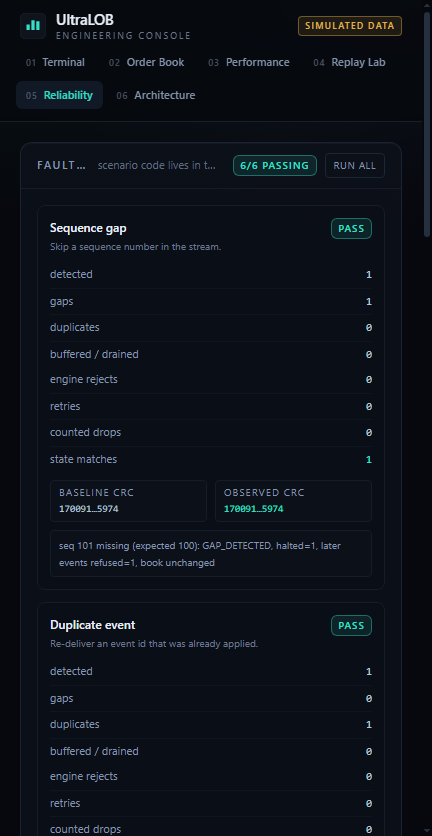 UltraLOB
ENGINEERING CONSOLE
SIMULATED DATA
01 Terminal
02 Order Book
03 Performance
04 Replay Lab
05 Reliability
06 Architecture
FAULT… scenario code lives in t… 6/6 PASSING RUN ALL
Sequence gap PASS
Skip a sequence number in the stream.
detected 1
gaps 1
duplicates 0
buffered / drained 0
engine rejects 0
retries 0
counted drops 0
state matches 1
BASELINE CRC
170091…5974
OBSERVED CRC
170091…5974
seq 101 missing (expected 100): GAP_DETECTED, halted=1, later
events refused=1, book unchanged
Duplicate event PASS
Re-deliver an event id that was already applied.
detected 1
gaps 0
duplicates 1
buffered / drained 0
engine rejects 0
retries 0
counted drops 0